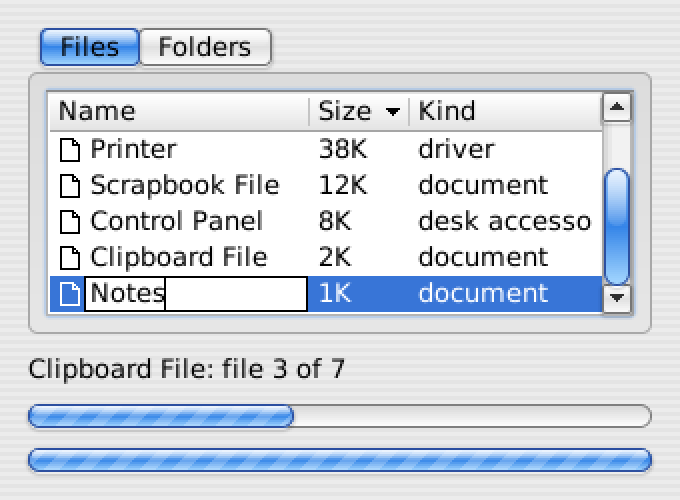 Files Folders
Name Size Kind
Printer 38K driver
Scrapbook File 12K document
Control Panel 8K desk accesso
Clipboard File 2K document
Notes 1K document
Clipboard File: file 3 of 7